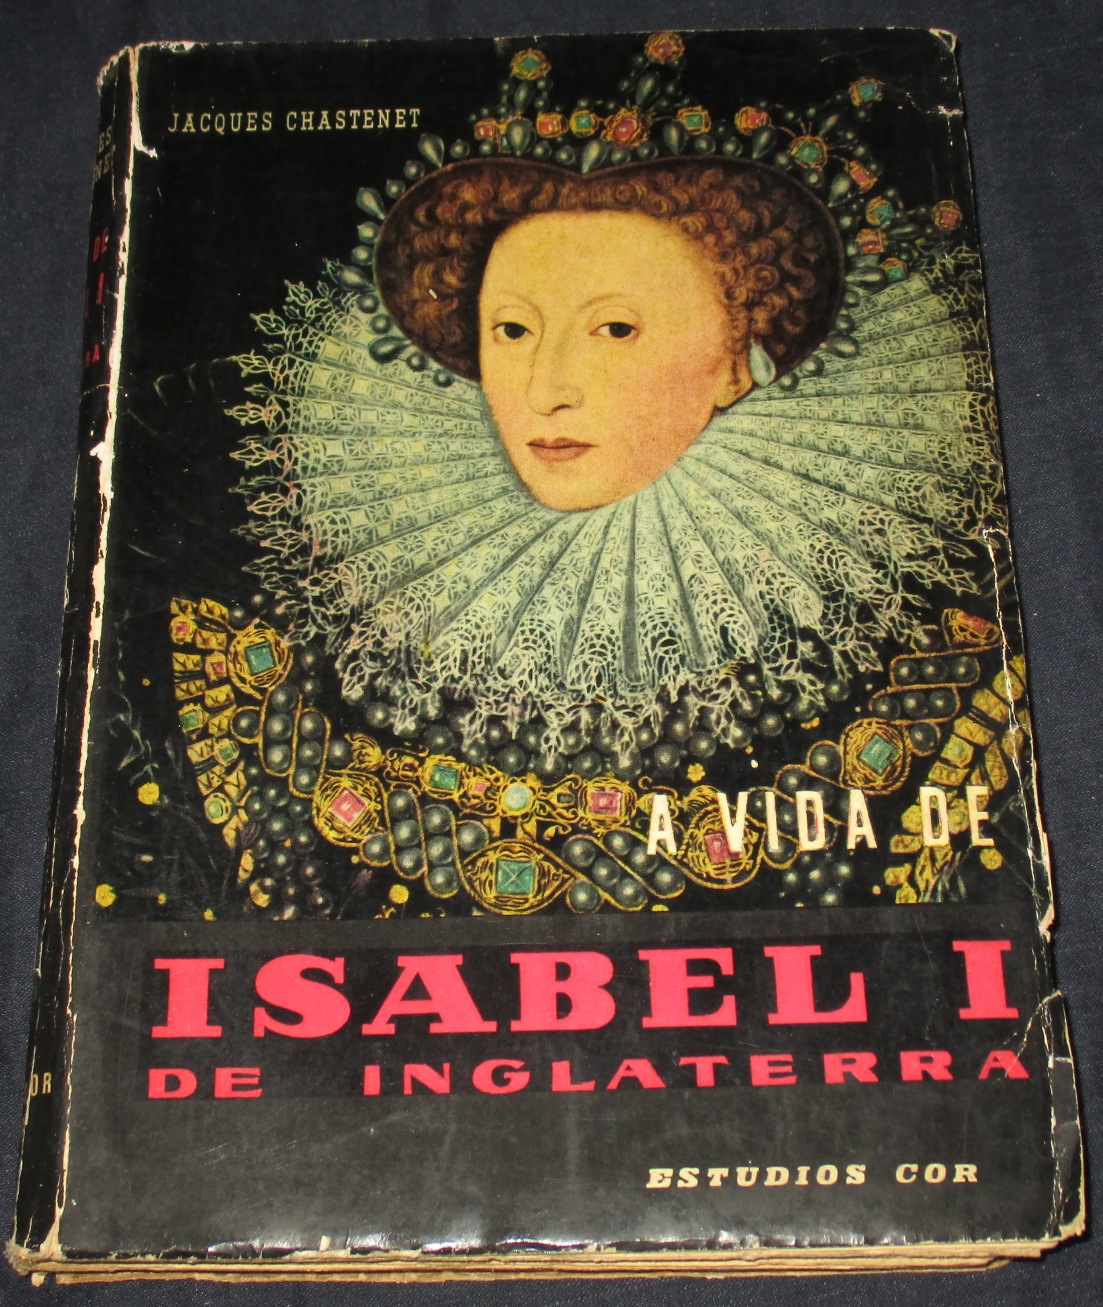 JACQUES CHASTENET
A VIDA DE
ISABEL I
DE INGLATERRA
ESTUDIOS COR